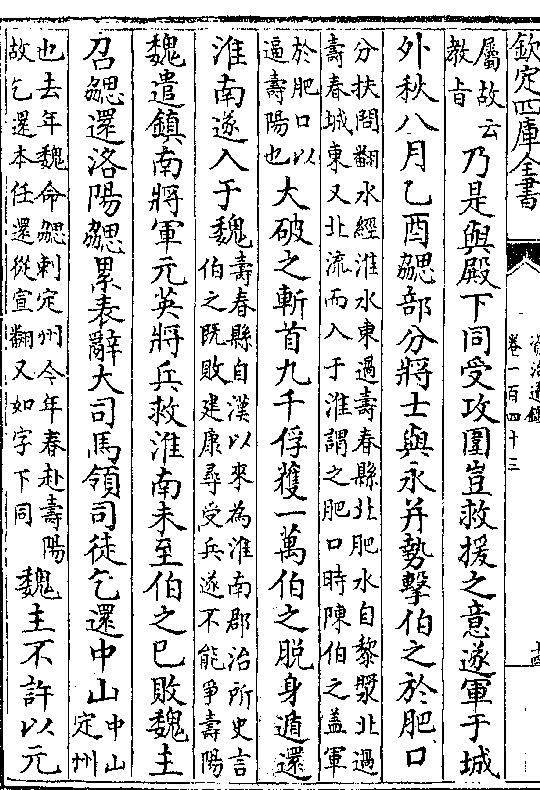 欽定四庫全書
資治通鑑
卷一百四十三
十四
屬故云
教旨
乃是與殿下同受攻圍豈救援之意遂軍于城
外秋八月乙酉勰部分將士與永并勢擊伯之於肥口
分扶問翻水經淮水東過壽春縣北肥水自黎漿北過
壽春城東又北流而入于淮謂之肥口時陳伯之蓋軍
於肥口以
逼壽陽也
大破之斬首九千俘獲一萬伯之脱身遁還
淮南遂入于魏
壽春縣自漢以來為淮南郡治所史言
伯之既敗建康尋受兵遂不能爭壽陽
魏遣鎮南將軍元英將兵救淮南未至伯之已敗魏主
召勰還洛陽勰累表辭大司馬領司徒乞還中山
中山
定州
也去年魏命勰刺定州今年春赴壽陽
故乞還本任還從宣翻又如字下同
魏主不許以元